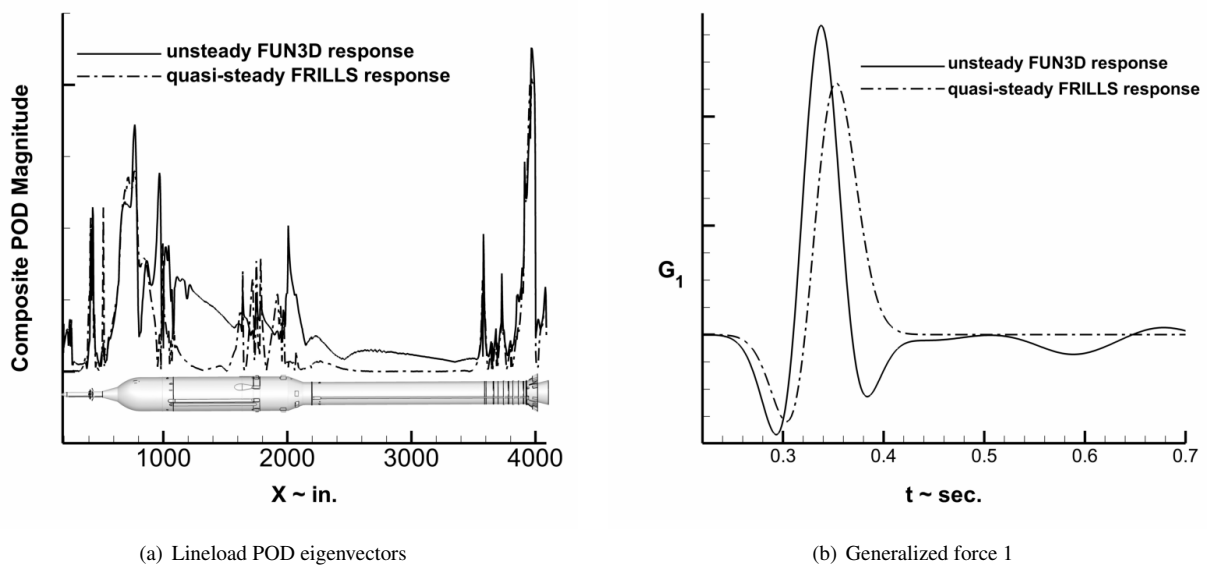 unsteady FUN3D response
quasi-steady FRILLS response
Composite POD Magnitude
1000 2000 3000 4000
X ~ in.
(a) Lineload POD eigenvectors
unsteady FUN3D response
quasi-steady FRILLS response
G1
0.3 0.4 0.5 0.6 0.7
t ~ sec.
(b) Generalized force 1